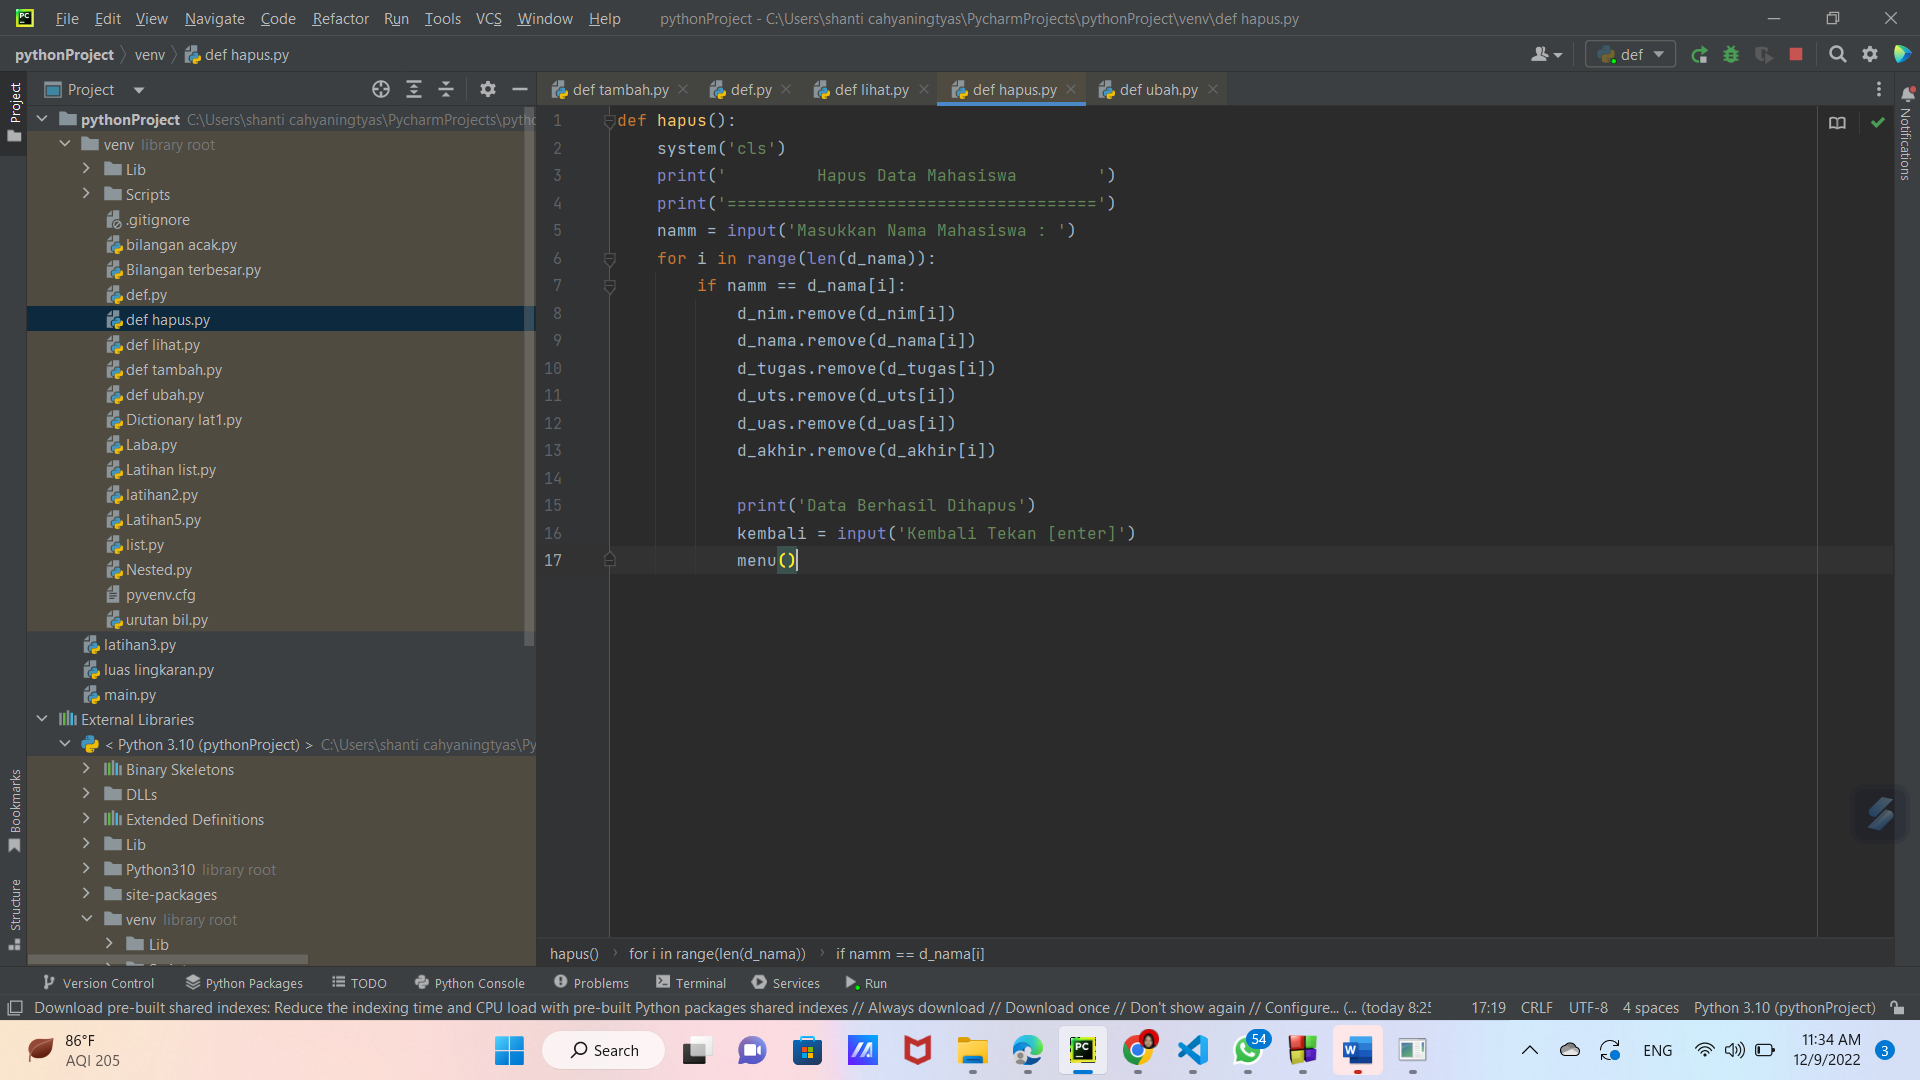 File Edit View Navigate Code Refactor Run Tools VCS Window Help pythonProject - C:\Users\shanti cahyaningtyas\PycharmProjects\pythonProject\venv\def hapus.py
pythonProject venv def hapus.py
def
Project
def tambah.py def.py def lihat.py def hapus.py def ubah.py
Project
Bookmarks
Structure
Notifications
pythonProject C:\Users\shanti cahyaningtyas\PycharmProjects\pytho
venv library root
Lib
Scripts
.gitignore
bilangan acak.py
Bilangan terbesar.py
def.py
def hapus.py
def lihat.py
def tambah.py
def ubah.py
Dictionary lat1.py
Laba.py
Latihan list.py
latihan2.py
Latihan5.py
list.py
Nested.py
pyvenv.cfg
urutan bil.py
latihan3.py
luas lingkaran.py
main.py
External Libraries
< Python 3.10 (pythonProject) > C:\Users\shanti cahyaningtyas\Py
Binary Skeletons
DLLs
Extended Definitions
Lib
Python310 library root
site-packages
venv library root
Lib
1 def hapus():
2     system('cls')
3     print('         Hapus Data Mahasiswa        ')
4     print('=====================================')
5     namm = input('Masukkan Nama Mahasiswa : ')
6     for i in range(len(d_nama)):
7         if namm == d_nama[i]:
8             d_nim.remove(d_nim[i])
9             d_nama.remove(d_nama[i])
10             d_tugas.remove(d_tugas[i])
11             d_uts.remove(d_uts[i])
12             d_uas.remove(d_uas[i])
13             d_akhir.remove(d_akhir[i])
14
15             print('Data Berhasil Dihapus')
16             kembali = input('Kembali Tekan [enter]')
17             menu()
hapus() for i in range(len(d_nama)) if namm == d_nama[i]
Version Control Python Packages TODO Python Console Problems Terminal Services Run
Download pre-built shared indexes: Reduce the indexing time and CPU load with pre-built Python packages shared indexes // Always download // Download once // Don't show again // Configure... (... (today 8:25 17:19 CRLF UTF-8 4 spaces Python 3.10 (pythonProject)
86°F
AQI 205
Search
PC
54
W
ENG
11:34 AM
12/9/2022
3